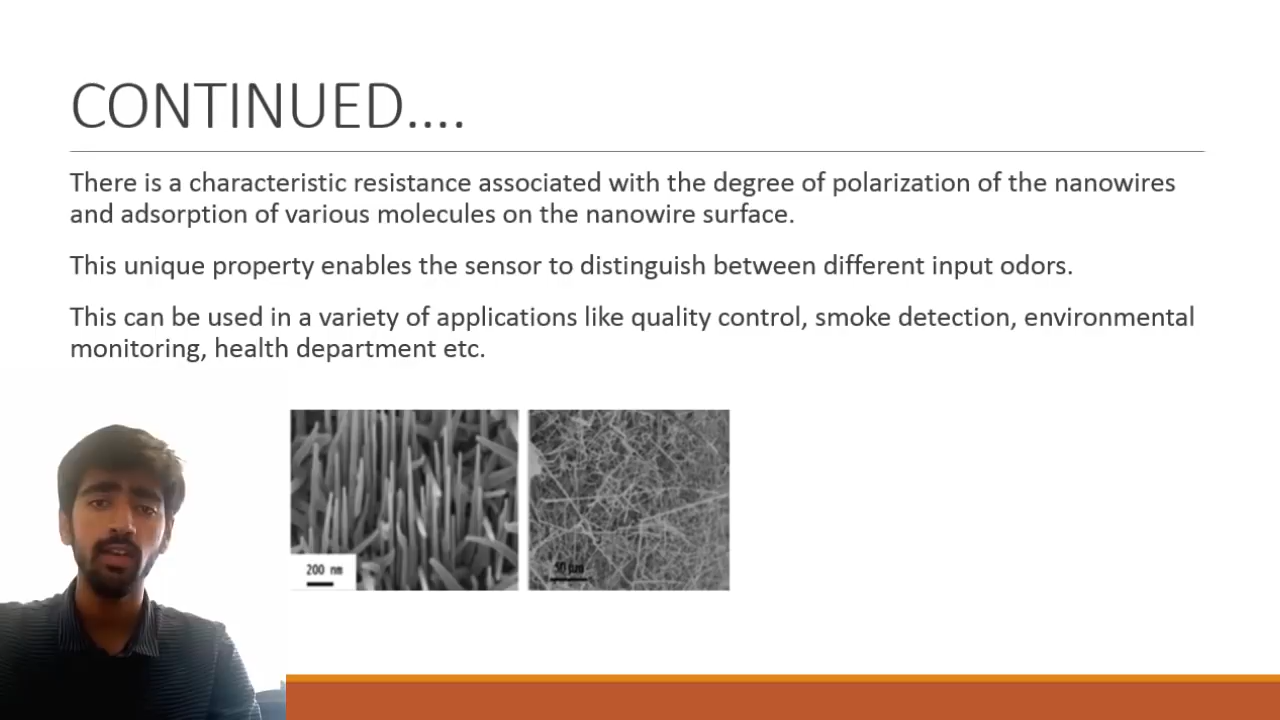 CONTINUED....
There is a characteristic resistance associated with the degree of polarization of the nanowires
and adsorption of various molecules on the nanowire surface.
This unique property enables the sensor to distinguish between different input odors.
This can be used in a variety of applications like quality control, smoke detection, environmental
monitoring, health department etc.
200 nm
10 µm